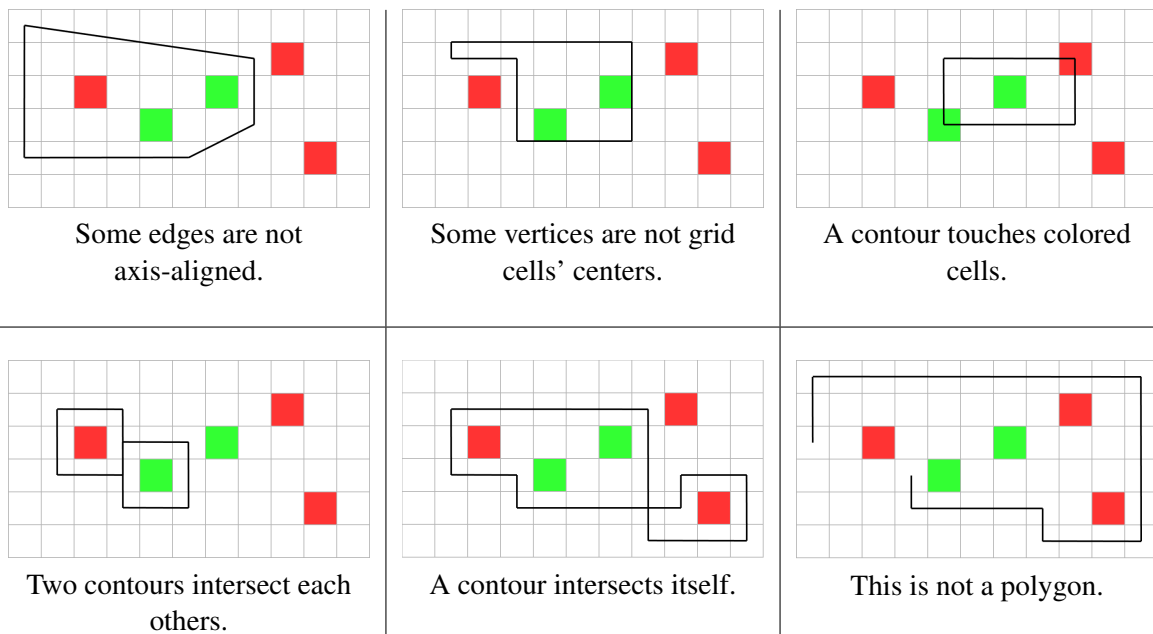 Some edges are not
axis-aligned.
Some vertices are not grid
cells' centers.
A contour touches colored
cells.
Two contours intersect each
others.
A contour intersects itself.
This is not a polygon.